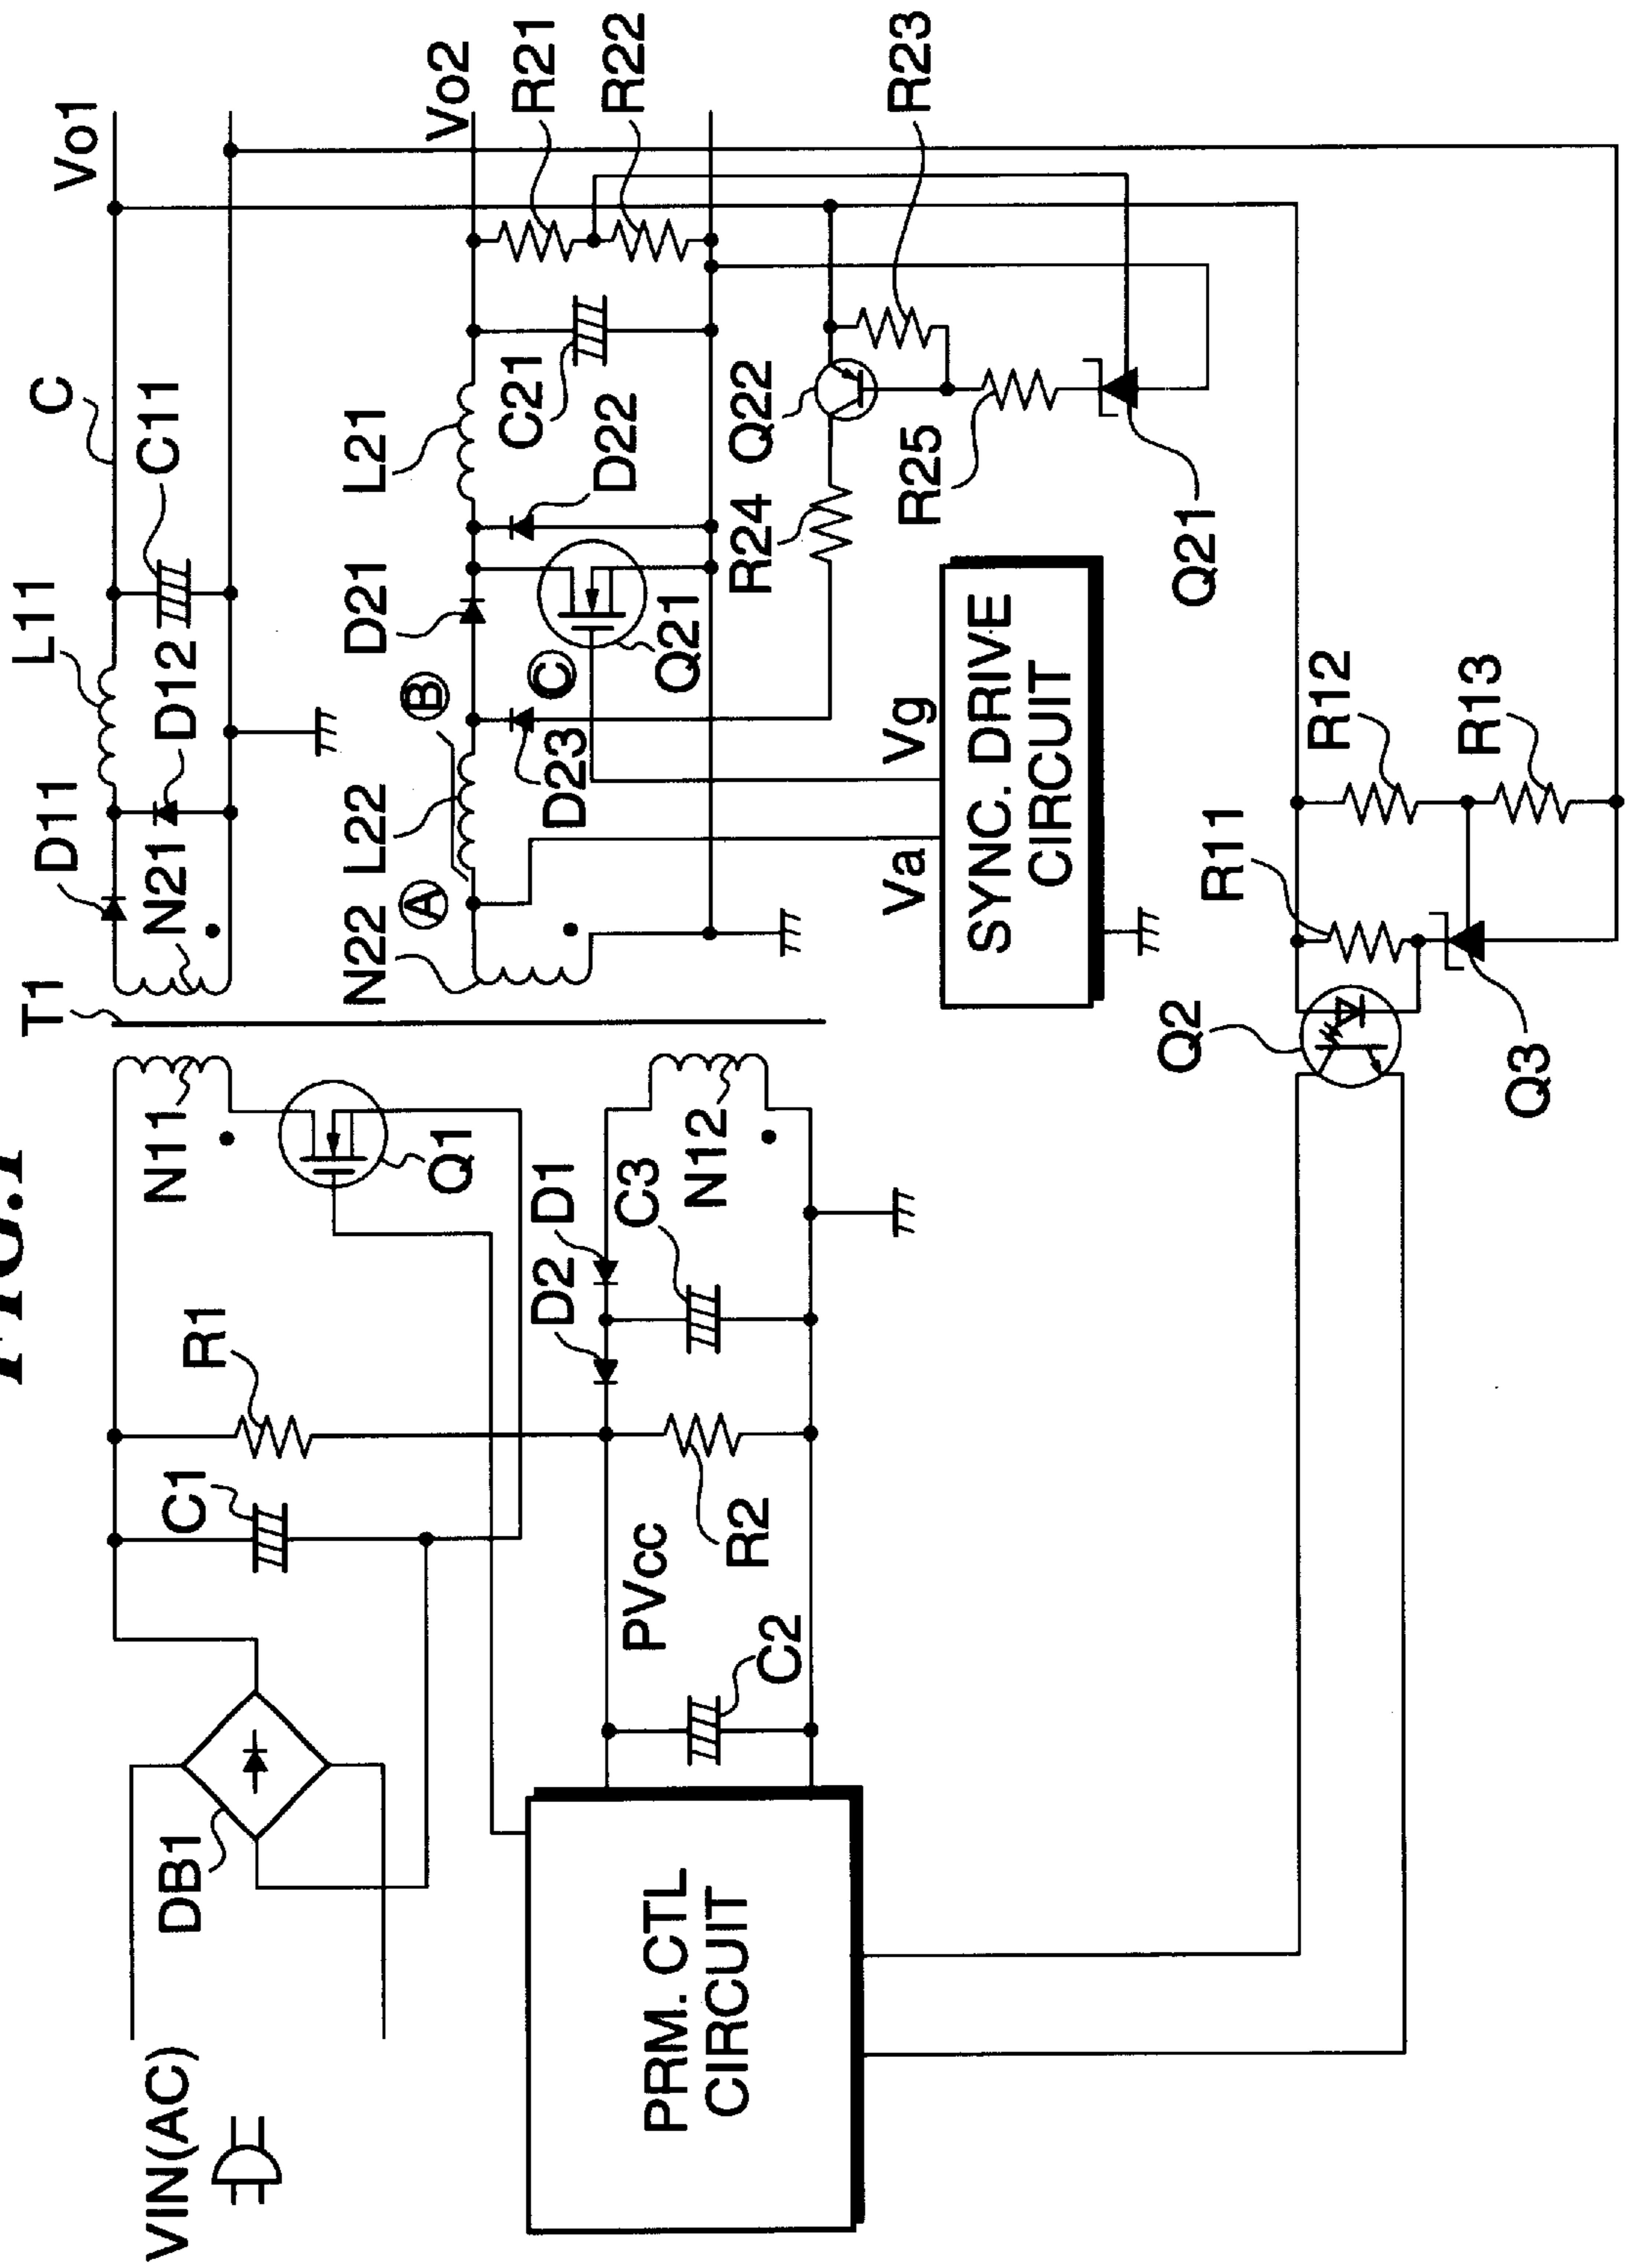 FIG.1
VIN(AC)
DB1
C1
R1
N11
Q1
T1
D11
N21
L11
D12
C11
C
Vo1
N22
A
L22
B
D23
D21
C
Q21
L21
D22
C21
Vo2
R21
R22
R23
PRM. CTL
CIRCUIT
C2
PVcc
R2
D2
D1
C3
N12
Va
Vg
SYNC. DRIVE
CIRCUIT
R24
Q22
R25
Q21
Q2
R11
Q3
R12
R13